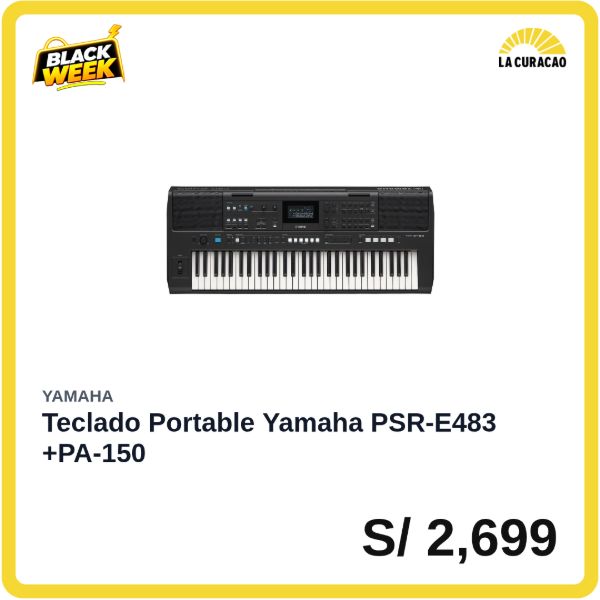 BLACK
WEEK
LA CURACAO
YAMAHA
Teclado Portable Yamaha PSR-E483
+PA-150
S/ 2,699